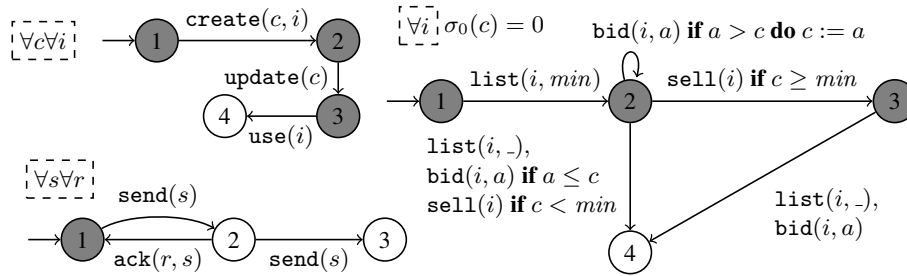 ∀c∀i
1
create(c, i)
2
update(c)
4
use(i)
3
∀s∀r
send(s)
1
2
3
ack(r, s)
send(s)
∀i σ₀(c) = 0
bid(i, a) if a > c do c := a
list(i, min)
sell(i) if c ≥ min
1
2
3
list(i, _),
bid(i, a) if a ≤ c
sell(i) if c < min
list(i, _),
bid(i, a)
4